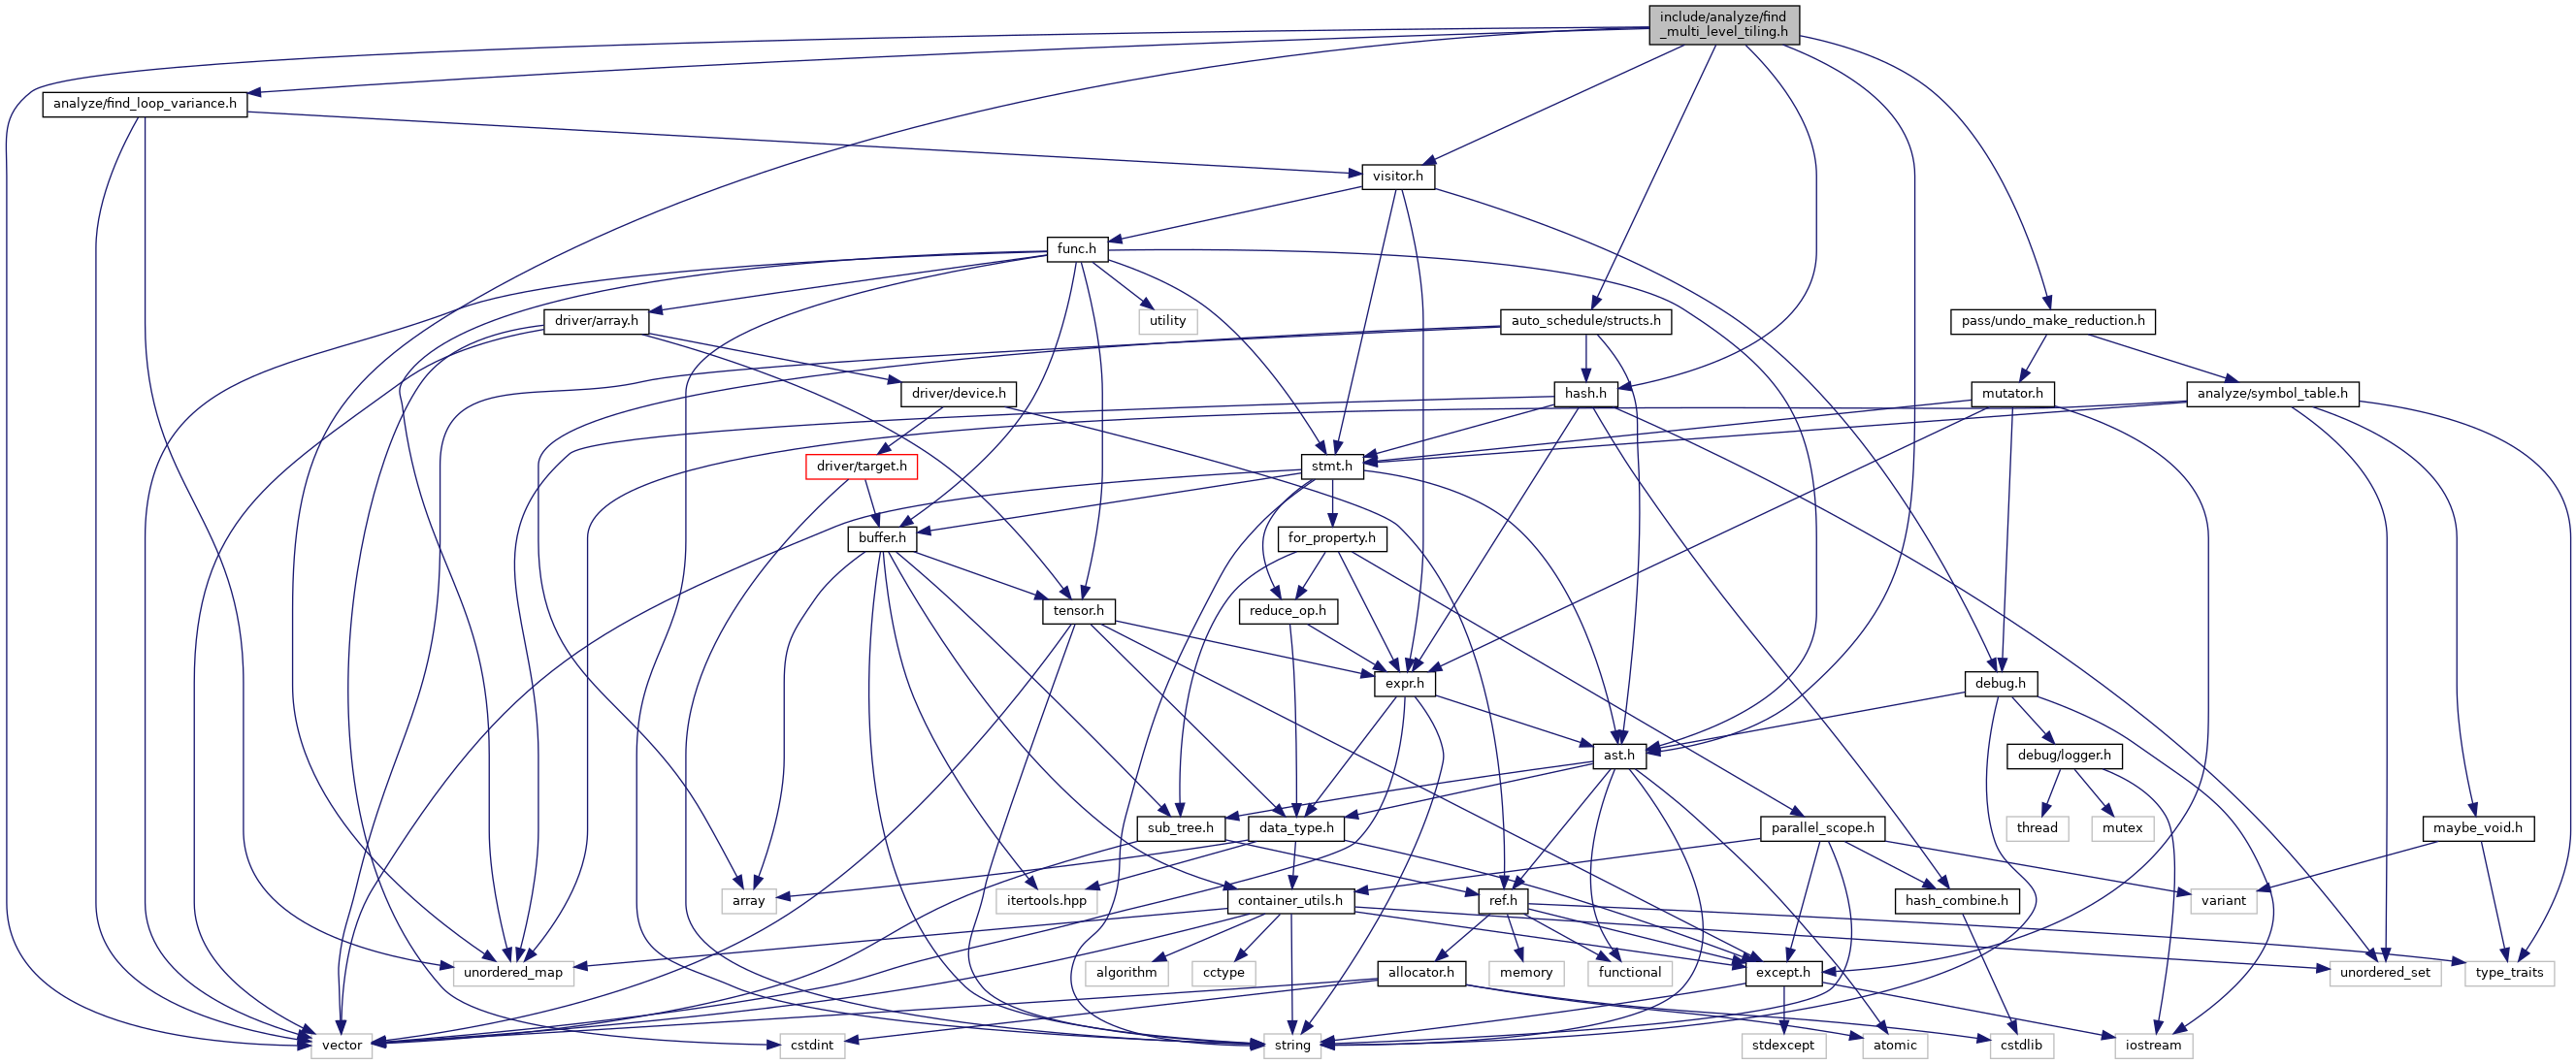 include/analyze/find
_multi_level_tiling.h
analyze/find_loop_variance.h
visitor.h
func.h
driver/array.h
utility
auto_schedule/structs.h
pass/undo_make_reduction.h
driver/device.h
hash.h
mutator.h
analyze/symbol_table.h
driver/target.h
stmt.h
buffer.h
for_property.h
tensor.h
reduce_op.h
expr.h
debug.h
ast.h
debug/logger.h
sub_tree.h
data_type.h
parallel_scope.h
thread
mutex
maybe_void.h
array
itertools.hpp
container_utils.h
ref.h
hash_combine.h
variant
unordered_map
algorithm
cctype
allocator.h
memory
functional
except.h
unordered_set
type_traits
vector
cstdint
string
stdexcept
atomic
cstdlib
iostream